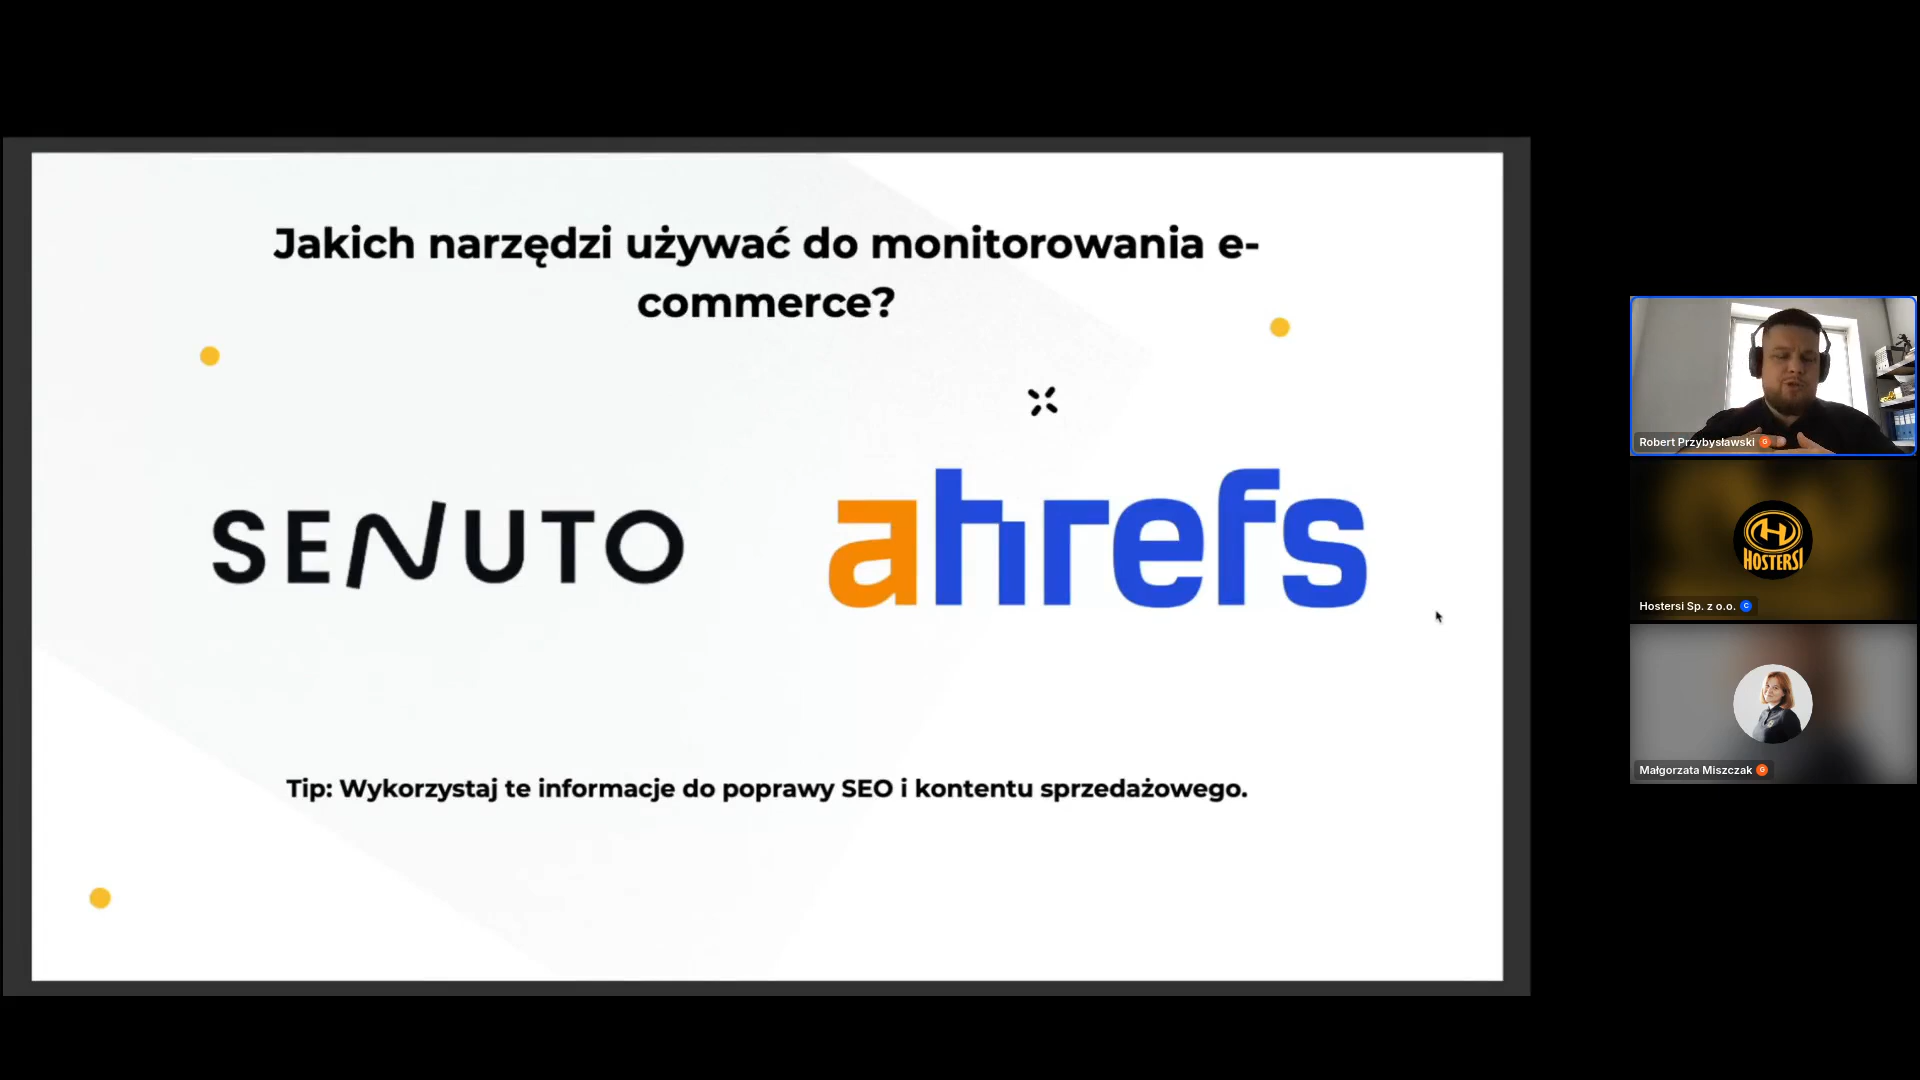 Jakich narzędzi używać do monitorowania e-
commerce?
SENUTO
ahrefs
Tip: Wykorzystaj te informacje do poprawy SEO i kontentu sprzedażowego.
Robert Przybysławski G
HOSTERSI
Hostersi Sp. z o.o. C
Małgorzata Miszczak G